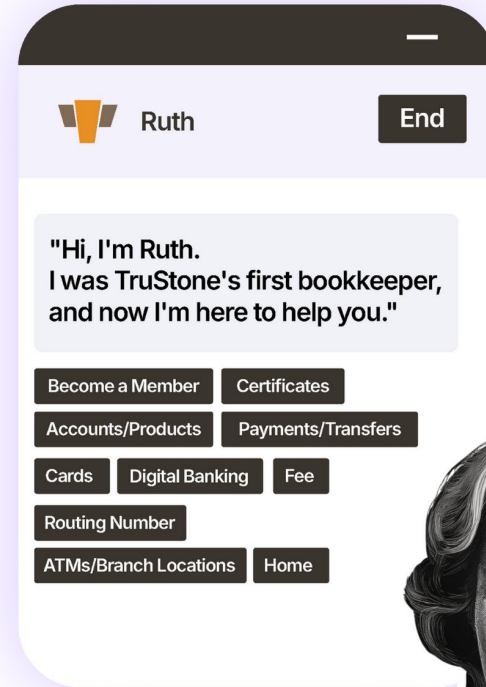 Ruth
End
"Hi, I'm Ruth.
I was TruStone's first bookkeeper,
and now I'm here to help you."
Become a Member
Certificates
Accounts/Products
Payments/Transfers
Cards
Digital Banking
Fee
Routing Number
ATMs/Branch Locations
Home